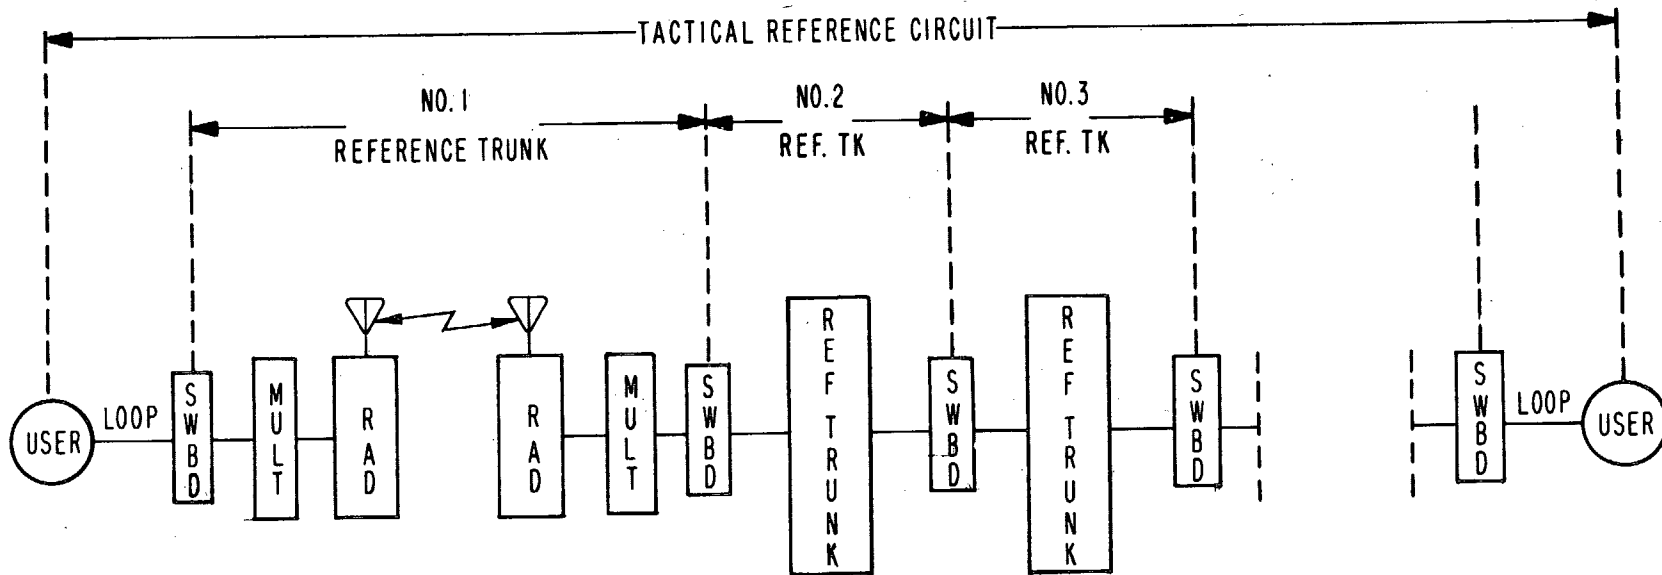 TACTICAL REFERENCE CIRCUIT
NO. 1
REFERENCE TRUNK
NO. 2
REF. TK
NO. 3
REF. TK
USER
LOOP
SWBD
MULT
RAD
RAD
MULT
SWBD
REF TRUNK
SWBD
REF TRUNK
SWBD
SWBD
LOOP
USER